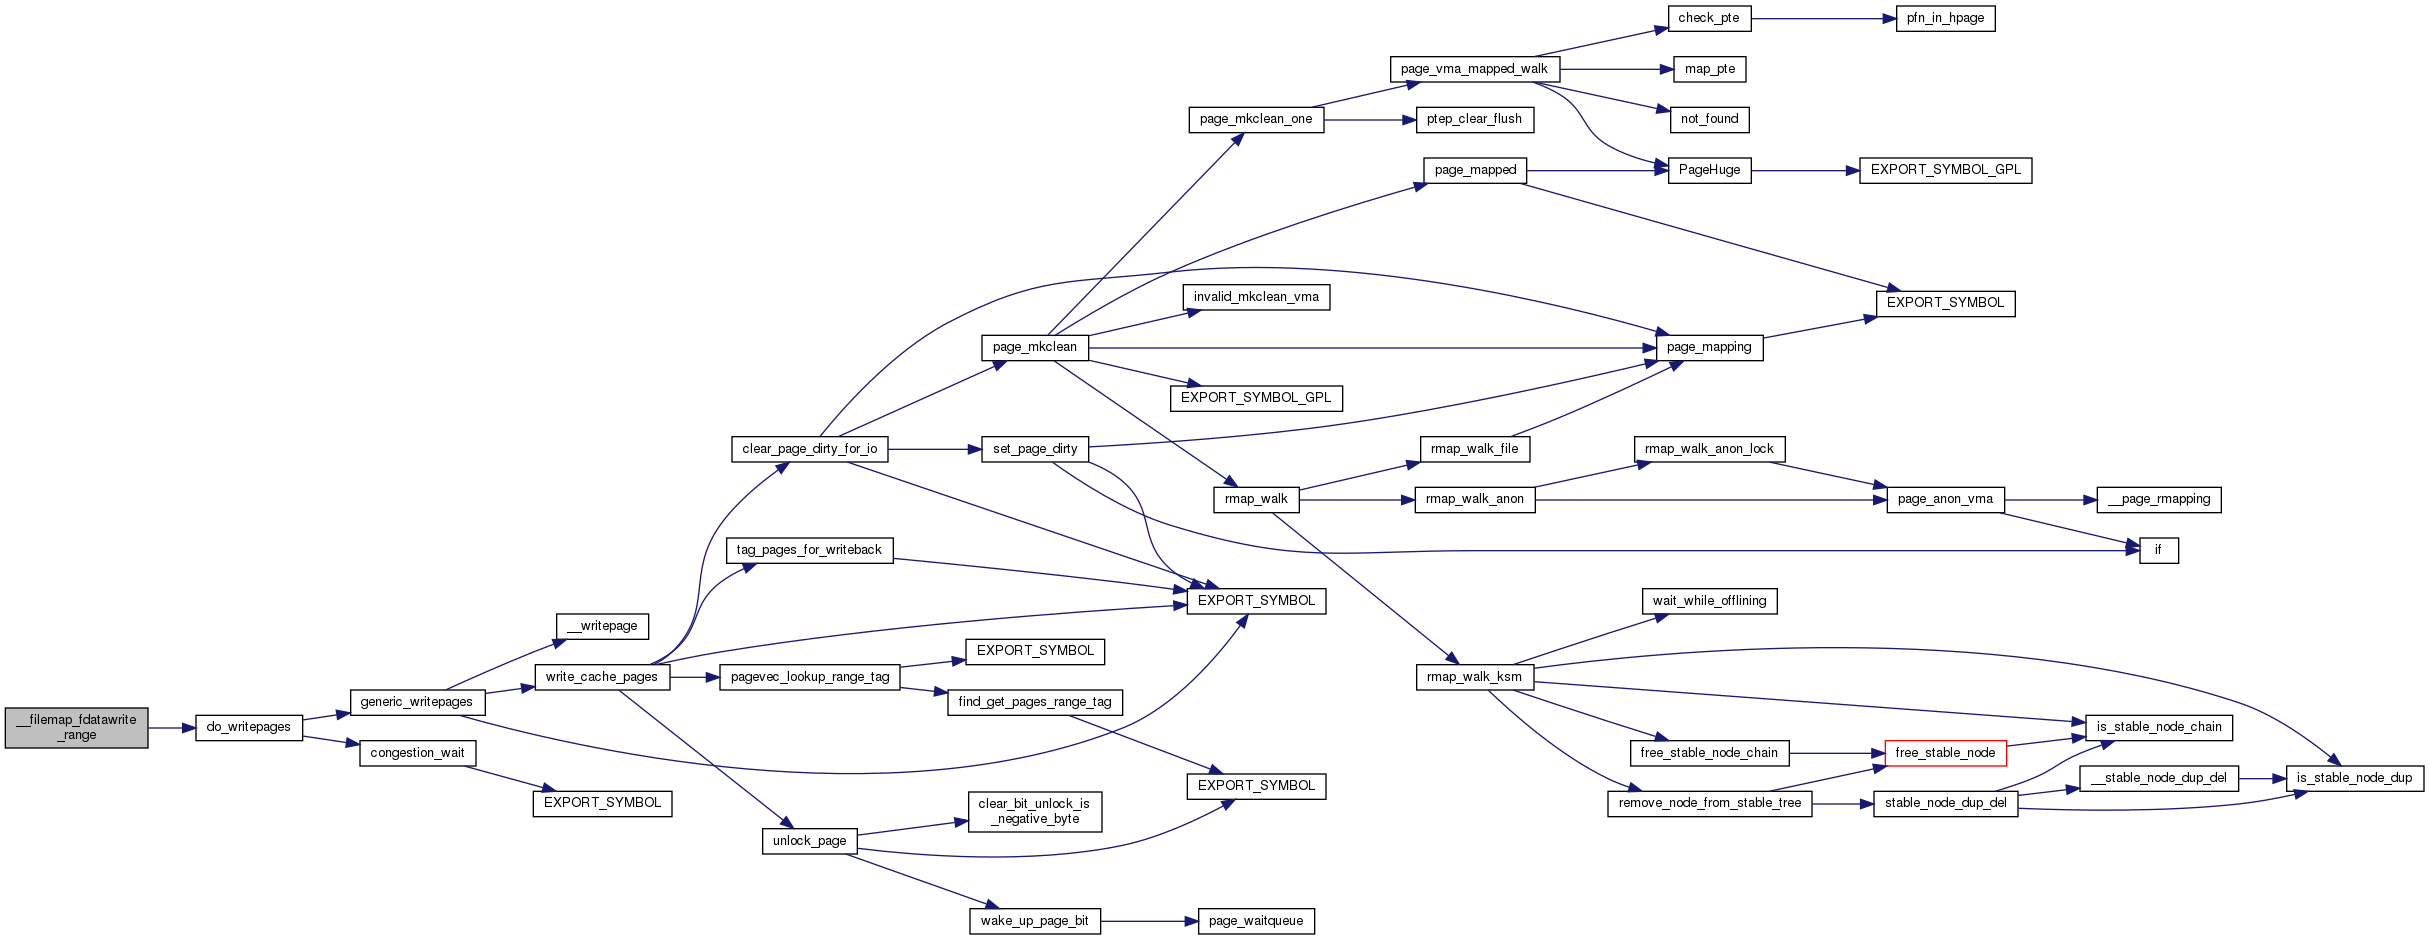 check_pte
pfn_in_hpage
page_vma_mapped_walk
map_pte
page_mkclean_one
ptep_clear_flush
not_found
page_mapped
PageHuge
EXPORT_SYMBOL_GPL
invalid_mkclean_vma
EXPORT_SYMBOL
page_mkclean
page_mapping
EXPORT_SYMBOL_GPL
clear_page_dirty_for_io
set_page_dirty
rmap_walk_file
rmap_walk_anon_lock
rmap_walk
rmap_walk_anon
page_anon_vma
__page_rmapping
tag_pages_for_writeback
if
EXPORT_SYMBOL
wait_while_offlining
__writepage
EXPORT_SYMBOL
write_cache_pages
pagevec_lookup_range_tag
rmap_walk_ksm
generic_writepages
find_get_pages_range_tag
__filemap_fdatawrite
_range
do_writepages
is_stable_node_chain
congestion_wait
free_stable_node_chain
free_stable_node
EXPORT_SYMBOL
__stable_node_dup_del
is_stable_node_dup
EXPORT_SYMBOL
clear_bit_unlock_is
_negative_byte
remove_node_from_stable_tree
stable_node_dup_del
unlock_page
wake_up_page_bit
page_waitqueue